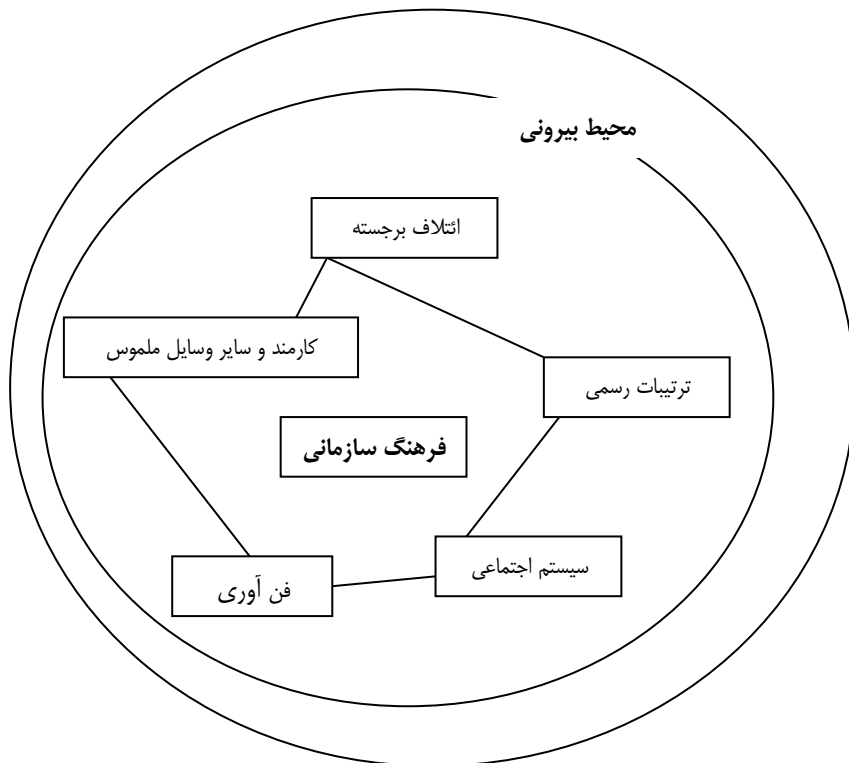 محیط بیرونی
ائتلاف برجسته
کارمند و سایر وسایل ملموس
ترتیبات رسمی
فرهنگ سازمانی
سیستم اجتماعی
فن آوری